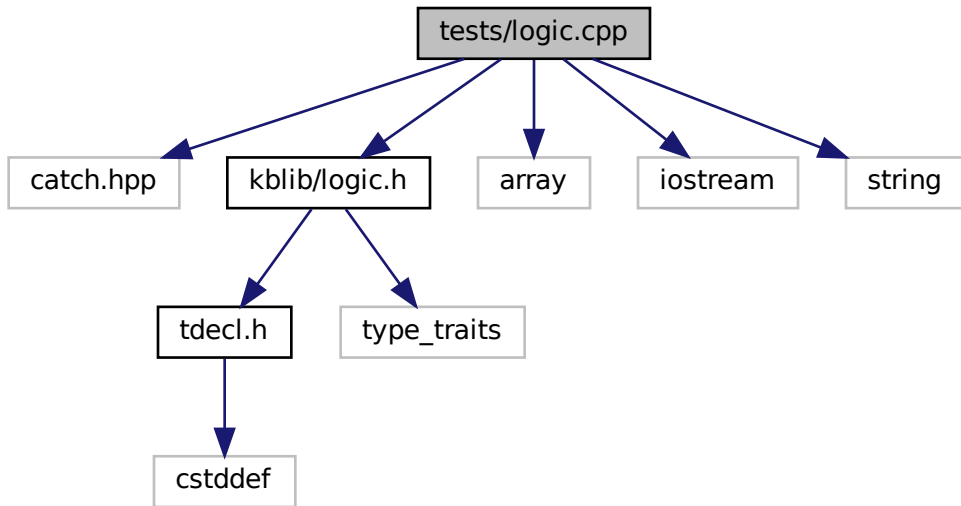 tests/logic.cpp
catch.hpp
kblib/logic.h
array
iostream
string
tdecl.h
type_traits
cstddef